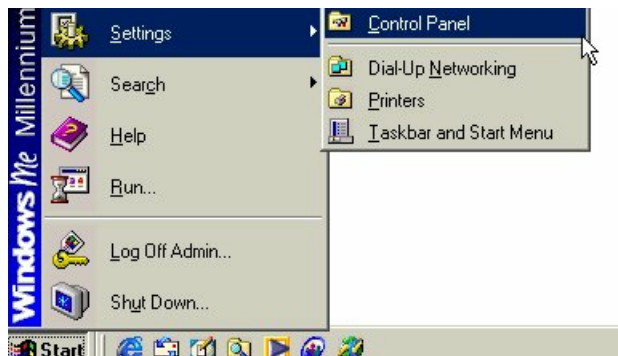 Windows Me Millennium
Settings
Search
Help
Run...
Log Off Admin...
Shut Down...
Control Panel
Dial-Up Networking
Printers
Taskbar and Start Menu
Start